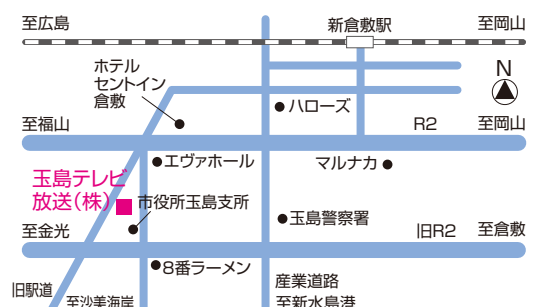 至広島
新倉敷駅
至岡山
ホテル
セントイン
倉敷
N
ハローズ
至福山
R2
至岡山
エヴァホール
マルナカ
玉島テレビ
放送(株)
市役所玉島支所
玉島警察署
至金光
旧R2
至倉敷
8番ラーメン
旧駅道
産業道路
至沙美海岸
至新水島港